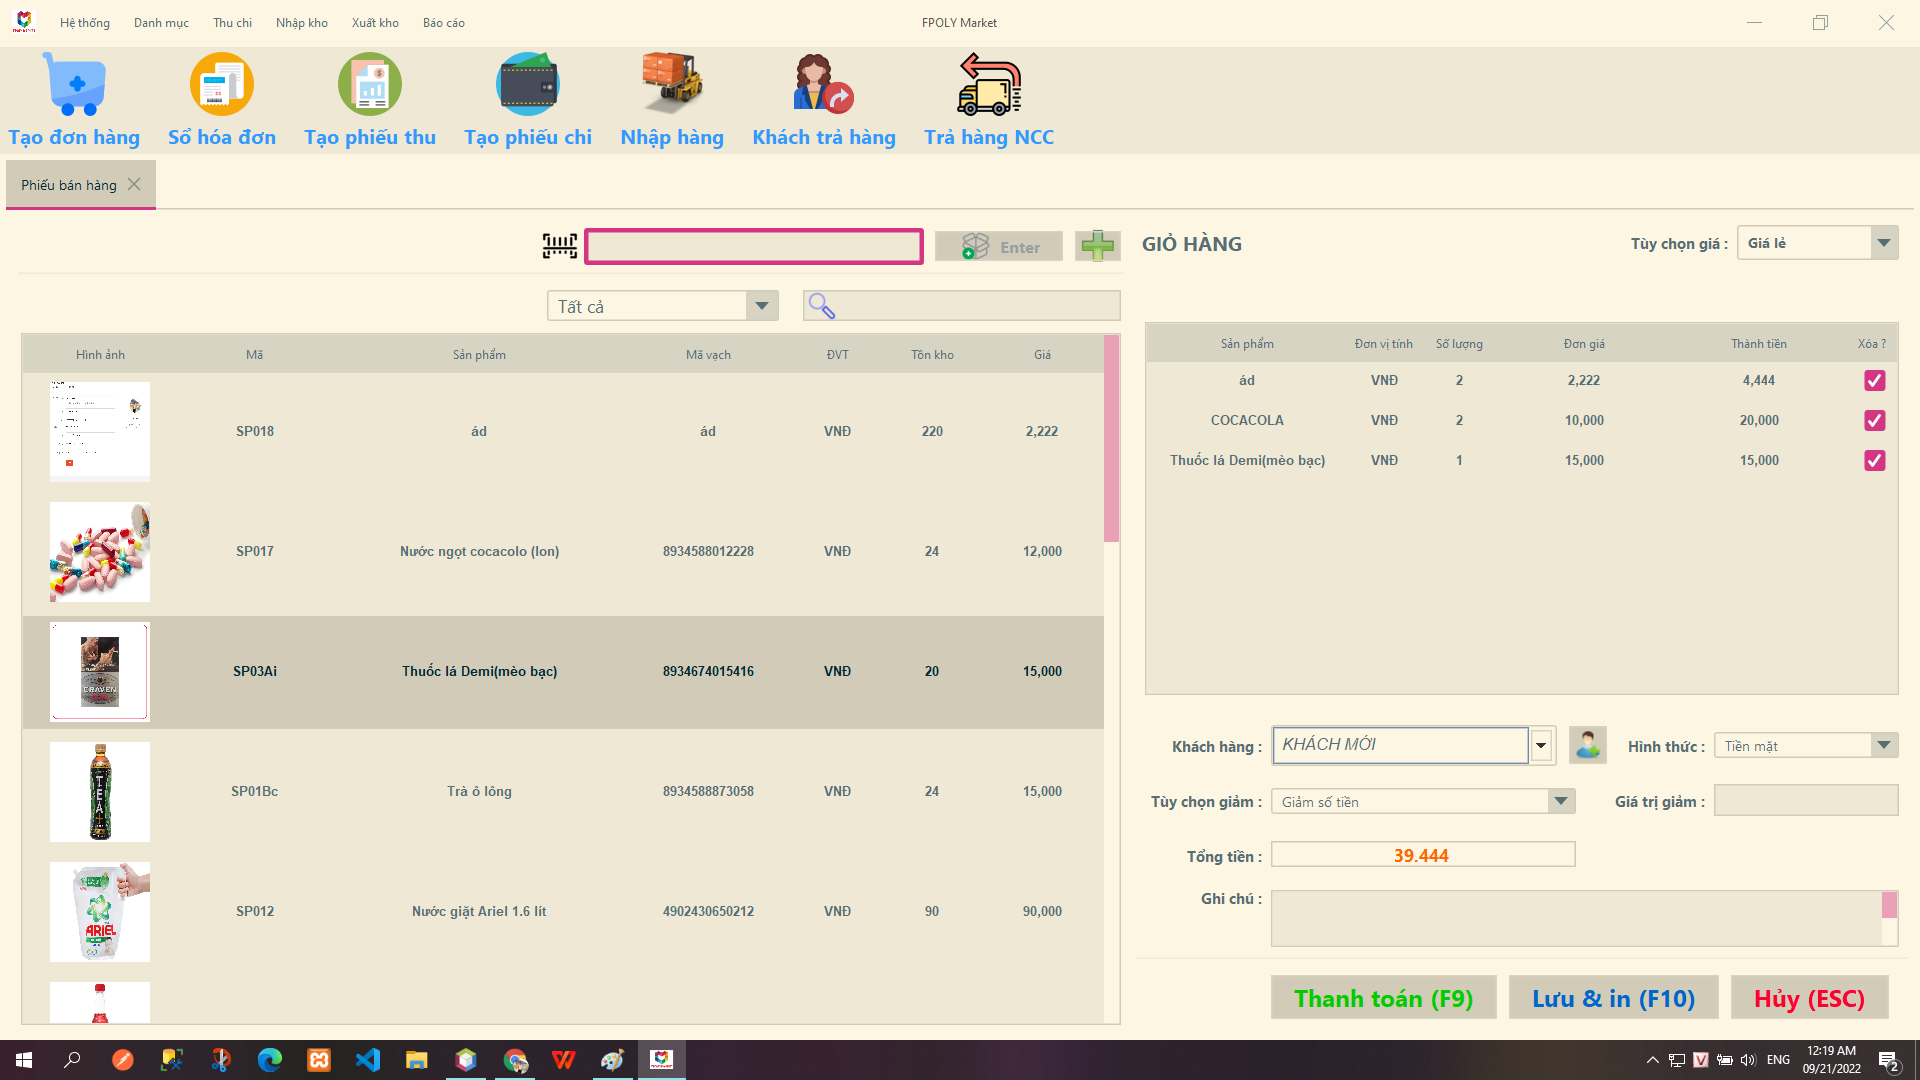 Hệ thống Danh mục Thu chi Nhập kho Xuất kho Báo cáo FPOLY Market
Tạo đơn hàng Sổ hóa đơn Tạo phiếu thu Tạo phiếu chi Nhập hàng Khách trả hàng Trả hàng NCC
Phiếu bán hàng
Enter
GIỎ HÀNG Tùy chọn giá : Giá lẻ
Tất cả
Hình ảnh Mã Sản phẩm Mã vạch ĐVT Tồn kho Giá
SP018 ád ád VNĐ 220 2,222
SP017 Nước ngọt cocacolo (lon) 8934588012228 VNĐ 24 12,000
CRAVEN
SP03Ai Thuốc lá Demi(mèo bạc) 8934674015416 VNĐ 20 15,000
TEA+
SP01Bc Trà ô lông 8934588873058 VNĐ 24 15,000
ARIEL
SP012 Nước giặt Ariel 1.6 lít 4902430650212 VNĐ 90 90,000
Sản phẩm Đơn vị tính Số lượng Đơn giá Thành tiền Xóa ?
ád VNĐ 2 2,222 4,444
COCACOLA VNĐ 2 10,000 20,000
Thuốc lá Demi(mèo bạc) VNĐ 1 15,000 15,000
Khách hàng : KHÁCH MỚI Hình thức : Tiền mặt
Tùy chọn giảm : Giảm số tiền Giá trị giảm :
Tổng tiền : 39.444
Ghi chú :
Thanh toán (F9) Lưu & in (F10) Hủy (ESC)
ENG 12:19 AM
09/21/2022 2